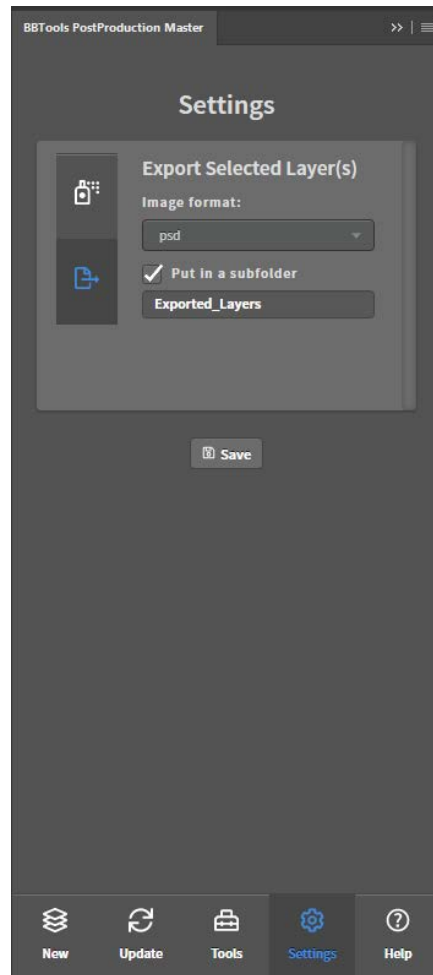 BBTools PostProduction Master
Settings
Export Selected Layer(s)
Image format:
psd
Put in a subfolder
Exported_Layers
Save
New
Update
Tools
Settings
Help